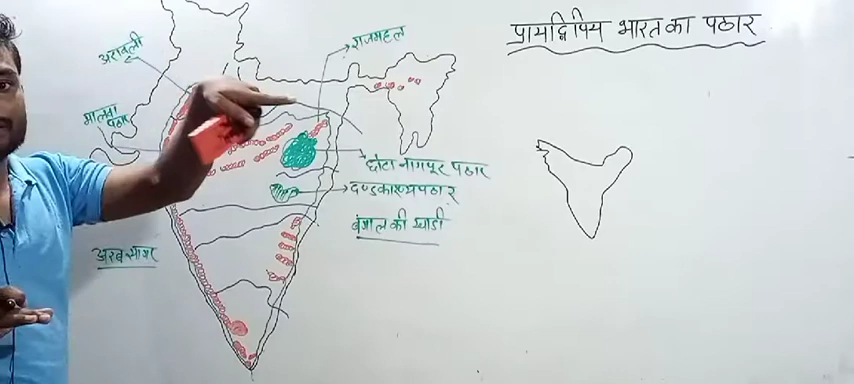 प्रायद्विपिय भारत का पठार
राजमहल
अरावली
मालवा
पठार
छोटा नागपुर पठार
दण्डकारण्य पठार
बंगाल की खाड़ी
अरब सागर